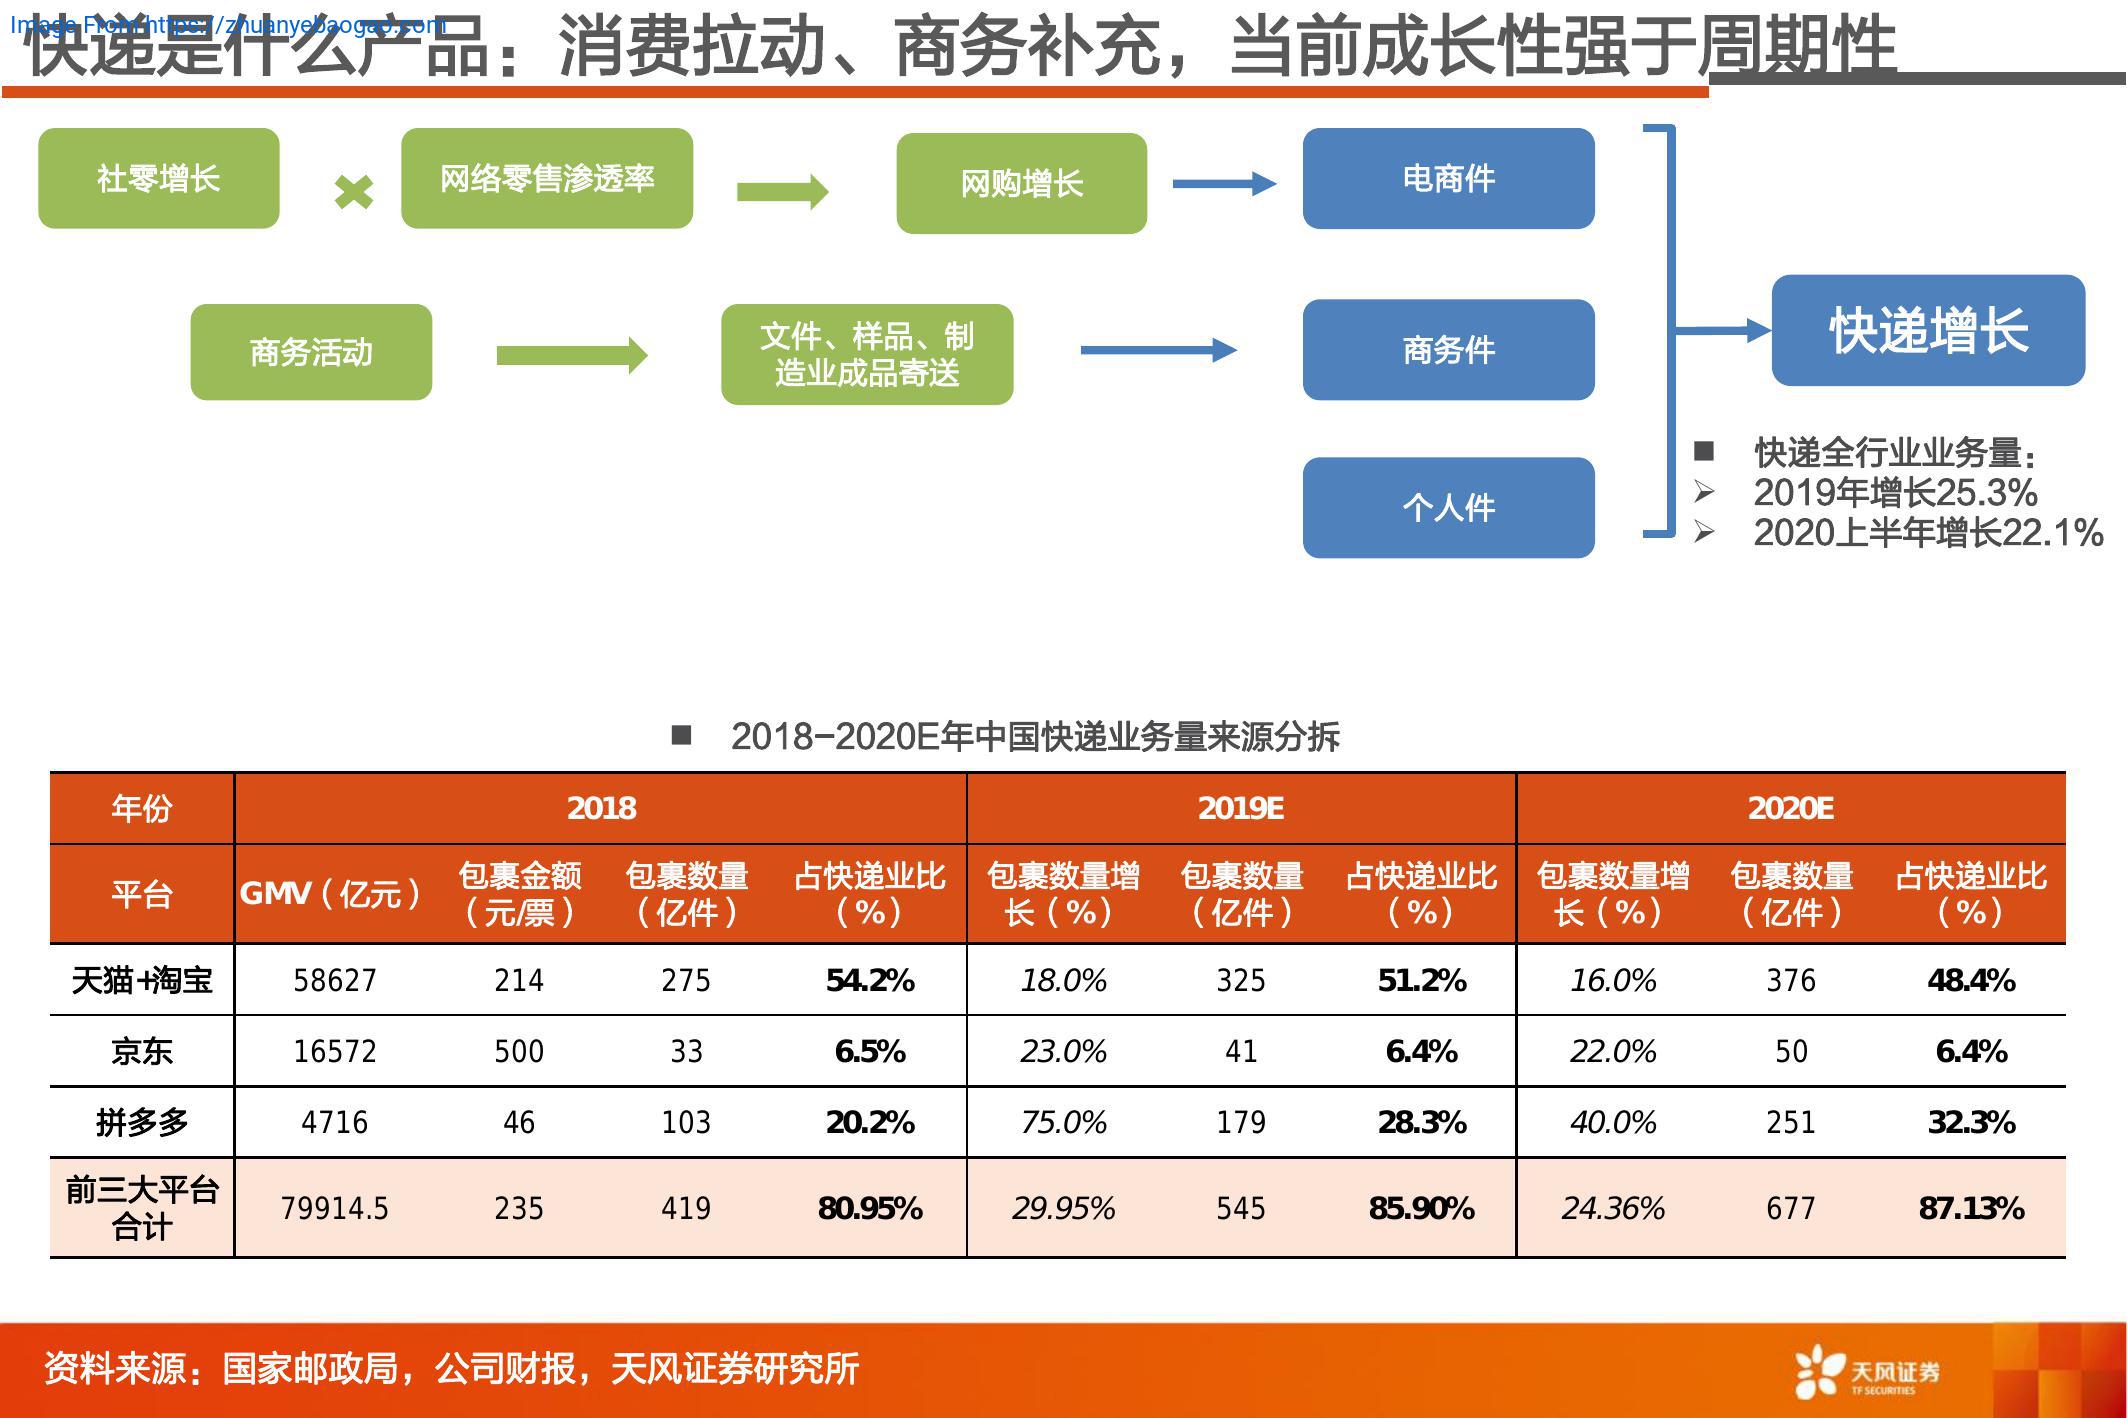 Image From https://zhuanyebaogao.com
快递是什么产品：消费拉动、商务补充，当前成长性强于周期性
社零增长
网络零售渗透率
网购增长
电商件
商务活动
文件、样品、制
造业成品寄送
商务件
快递增长
个人件
■ 快递全行业业务量：
➢ 2019年增长25.3%
➢ 2020上半年增长22.1%
■ 2018-2020E年中国快递业务量来源分拆
年份 2018 2019E 2020E
平台 GMV（亿元） 包裹金额（元/票） 包裹数量（亿件） 占快递业比（%） 包裹数量增长（%） 包裹数量（亿件） 占快递业比（%） 包裹数量增长（%） 包裹数量（亿件） 占快递业比（%）
天猫+淘宝 58627 214 275 54.2% 18.0% 325 51.2% 16.0% 376 48.4%
京东 16572 500 33 6.5% 23.0% 41 6.4% 22.0% 50 6.4%
拼多多 4716 46 103 20.2% 75.0% 179 28.3% 40.0% 251 32.3%
前三大平台合计 79914.5 235 419 80.95% 29.95% 545 85.90% 24.36% 677 87.13%
资料来源：国家邮政局，公司财报，天风证券研究所
天风证券
TF SECURITIES